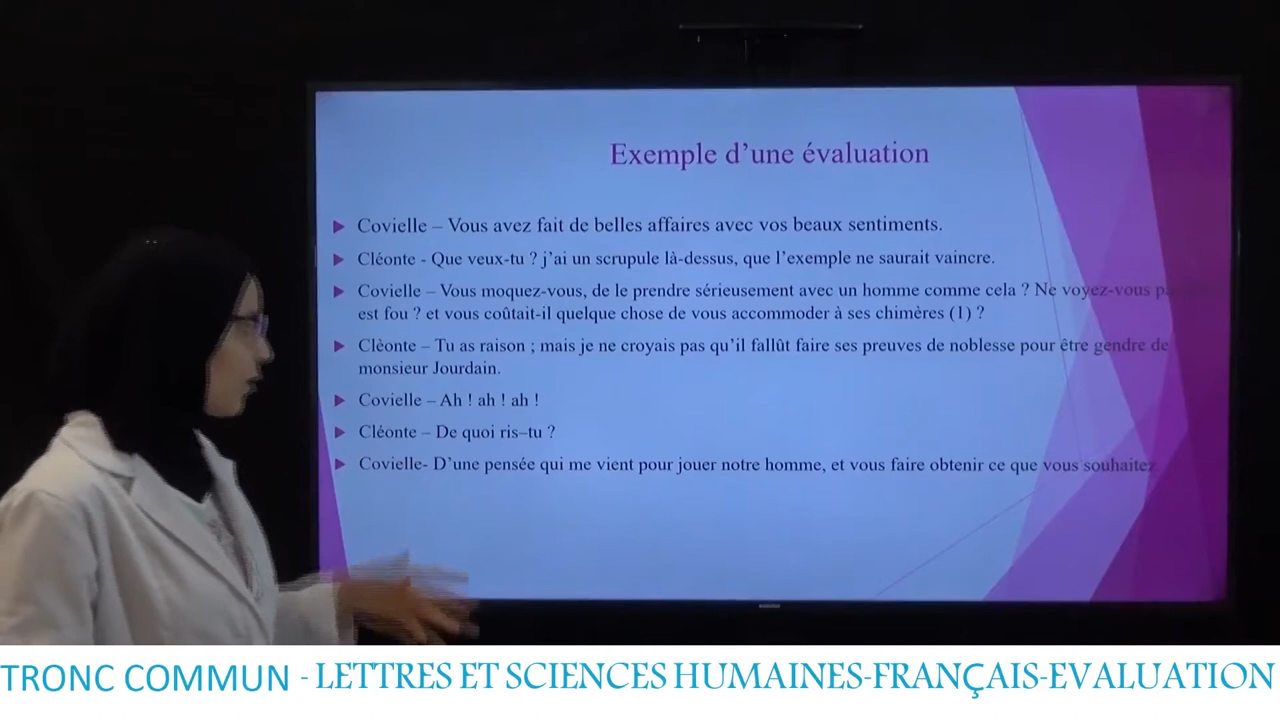 Exemple d'une évaluation
Covielle – Vous avez fait de belles affaires avec vos beaux sentiments.
Cléonte - Que veux-tu ? j'ai un scrupule là-dessus, que l'exemple ne saurait vaincre.
Covielle – Vous moquez-vous, de le prendre sérieusement avec un homme comme cela ? Ne voyez-vous
est fou ? et vous coûtait-il quelque chose de vous accommoder à ses chimères (1) ?
Clèonte – Tu as raison ; mais je ne croyais pas qu'il fallût faire ses preuves de noblesse pour être gendre de
monsieur Jourdain.
Covielle – Ah ! ah ! ah !
Cléonte – De quoi ris–tu ?
Covielle- D'une pensée qui me vient pour jouer notre homme, et vous faire obtenir ce que vous souhaitez
TRONC COMMUN - LETTRES ET SCIENCES HUMAINES-FRANÇAIS-EVALUATION